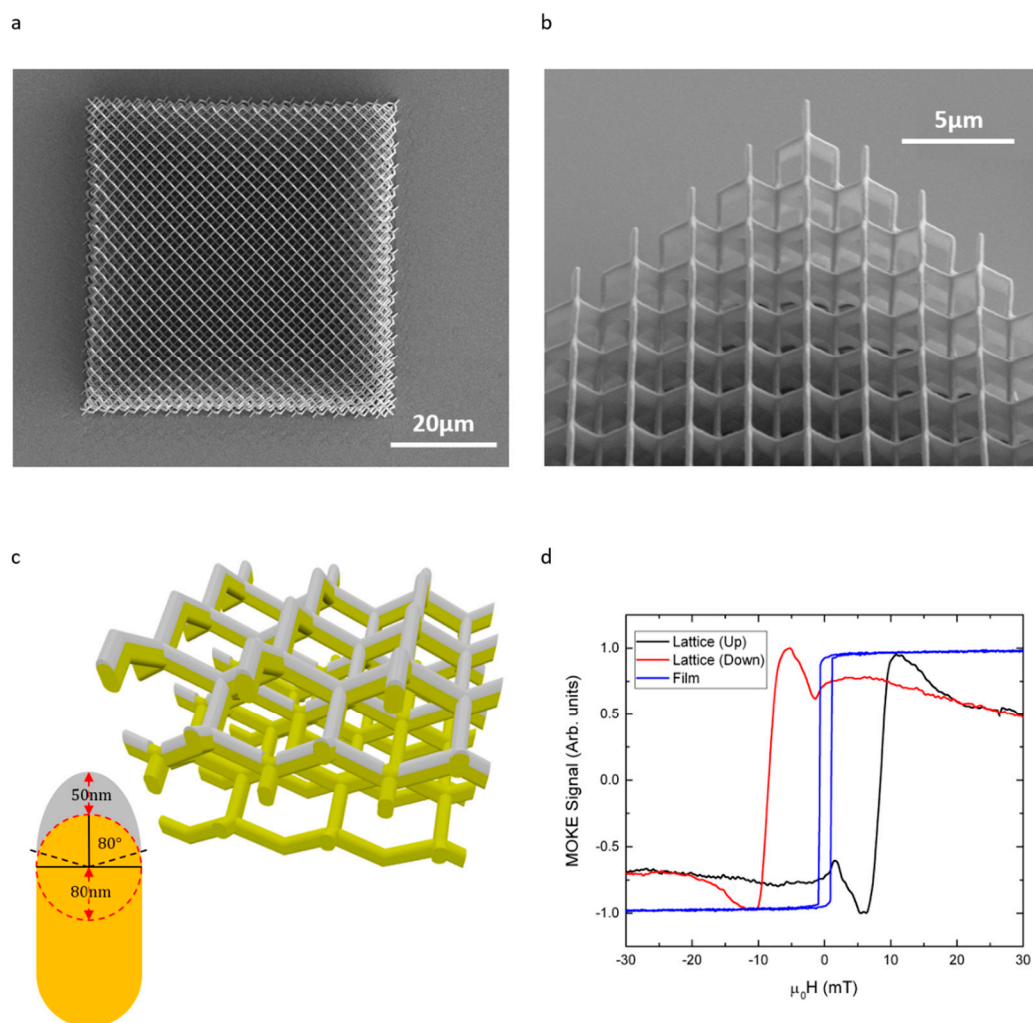 a
b
20µm
5µm
c
d
50nm
80°
80nm
Lattice (Up)
Lattice (Down)
Film
MOKE Signal (Arb. units)
1.0
0.5
0.0
-0.5
-1.0
-30 -20 -10 0 10 20 30
µ₀H (mT)